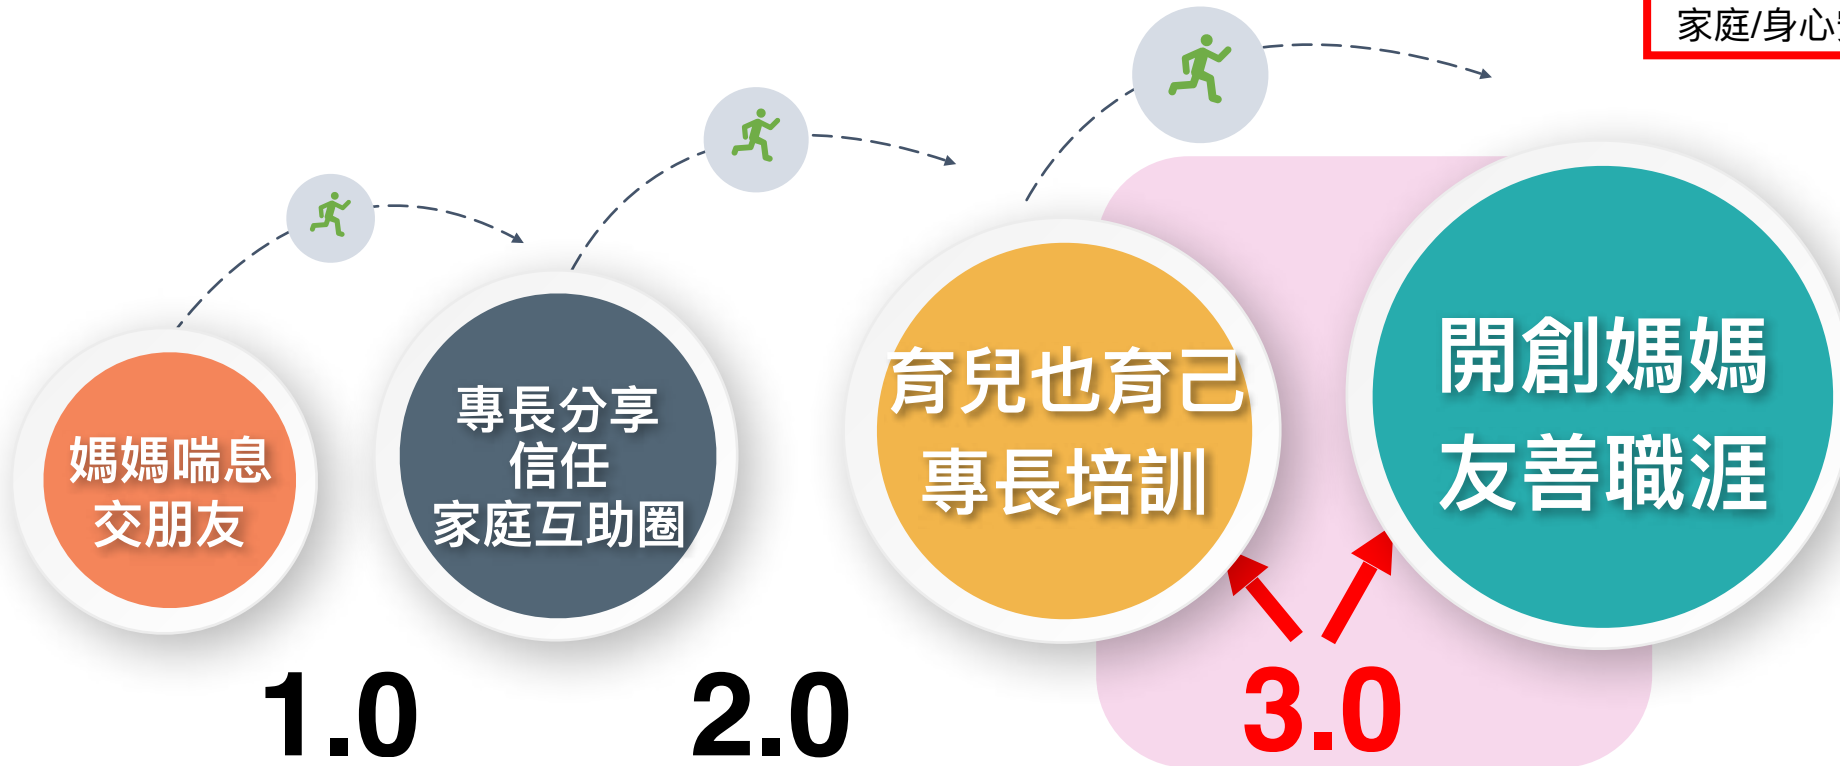 家庭/身心
媽媽喘息
交朋友
專長分享
信任
家庭互助圈
育兒也育己
專長培訓
開創媽媽
友善職涯
1.0
2.0
3.0